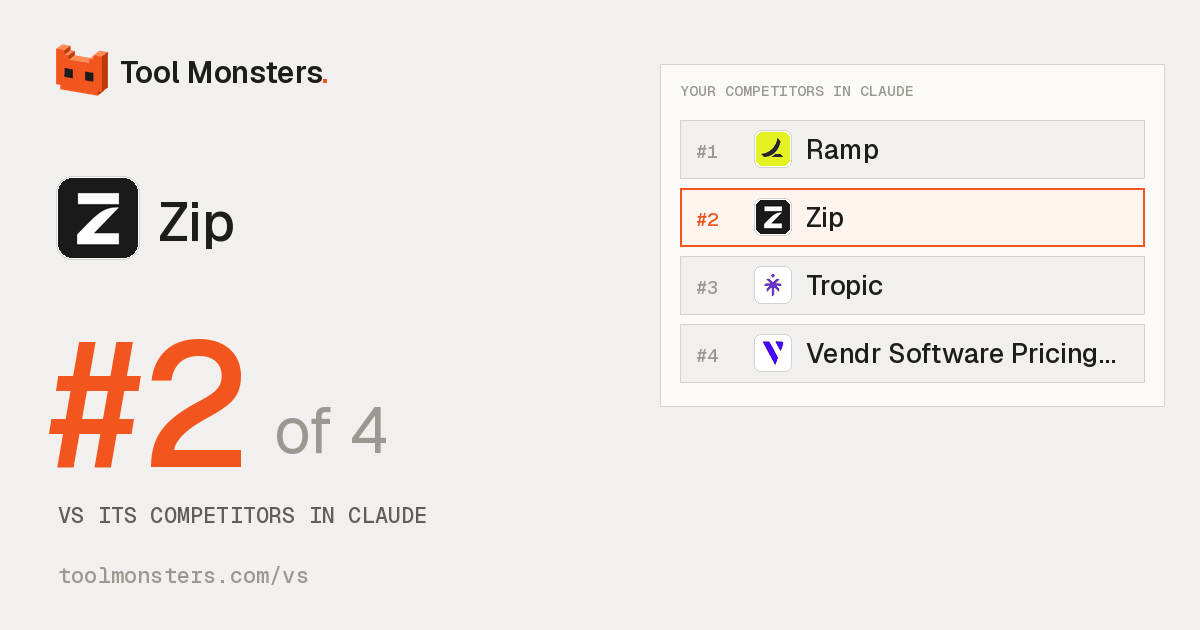 Tool Monsters.
Zip
#2 of 4
VS ITS COMPETITORS IN CLAUDE
toolmonsters.com/vs
YOUR COMPETITORS IN CLAUDE
#1 Ramp
#2 Zip
#3 Tropic
#4 Vendr Software Pricing...